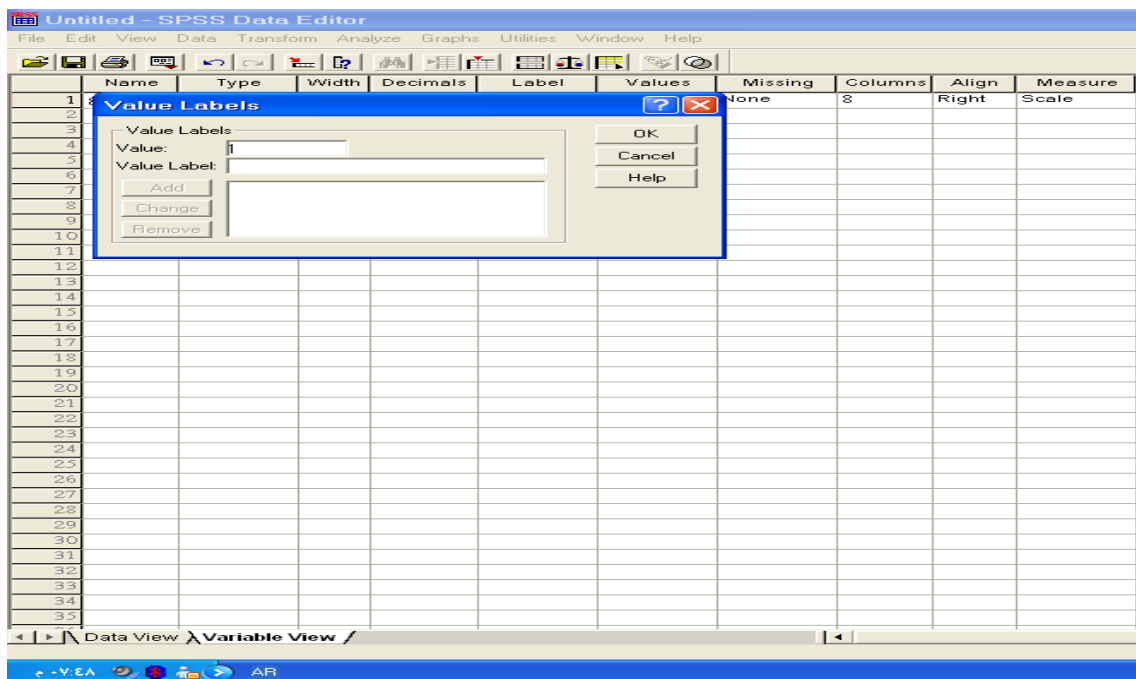 Untitled - SPSS Data Editor
File Edit View Data Transform Analyze Graphs Utilities Window Help
Name Type Width Decimals Label Values Missing Columns Align Measure
1 None 8 Right Scale
Value Labels
Value Labels
Value: 1
Value Label:
Add
Change
Remove
OK
Cancel
Help
2
3
4
5
6
7
8
9
10
11
12
13
14
15
16
17
18
19
20
21
22
23
24
25
26
27
28
29
30
31
32
33
34
35
Data View Variable View
٠٧:٤٨ م AR